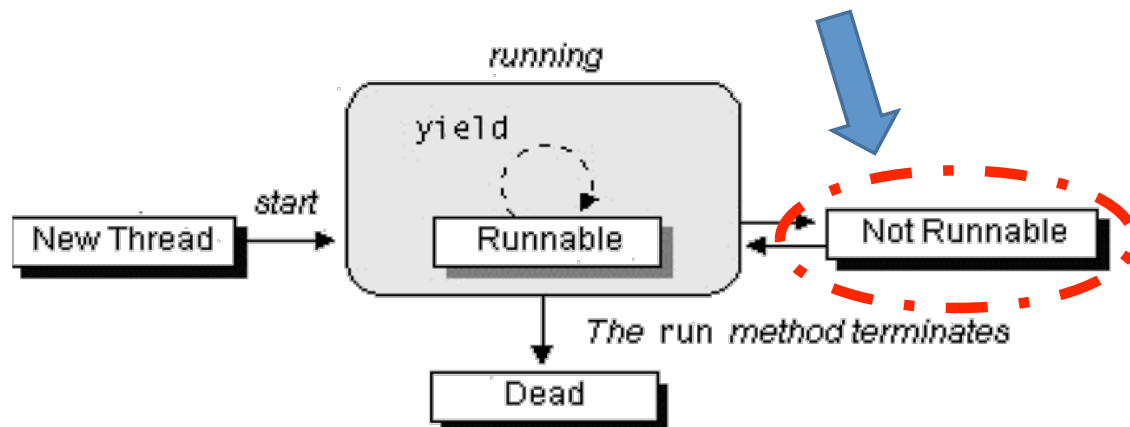 running
yield
start
New Thread
Runnable
Not Runnable
The run method terminates
Dead